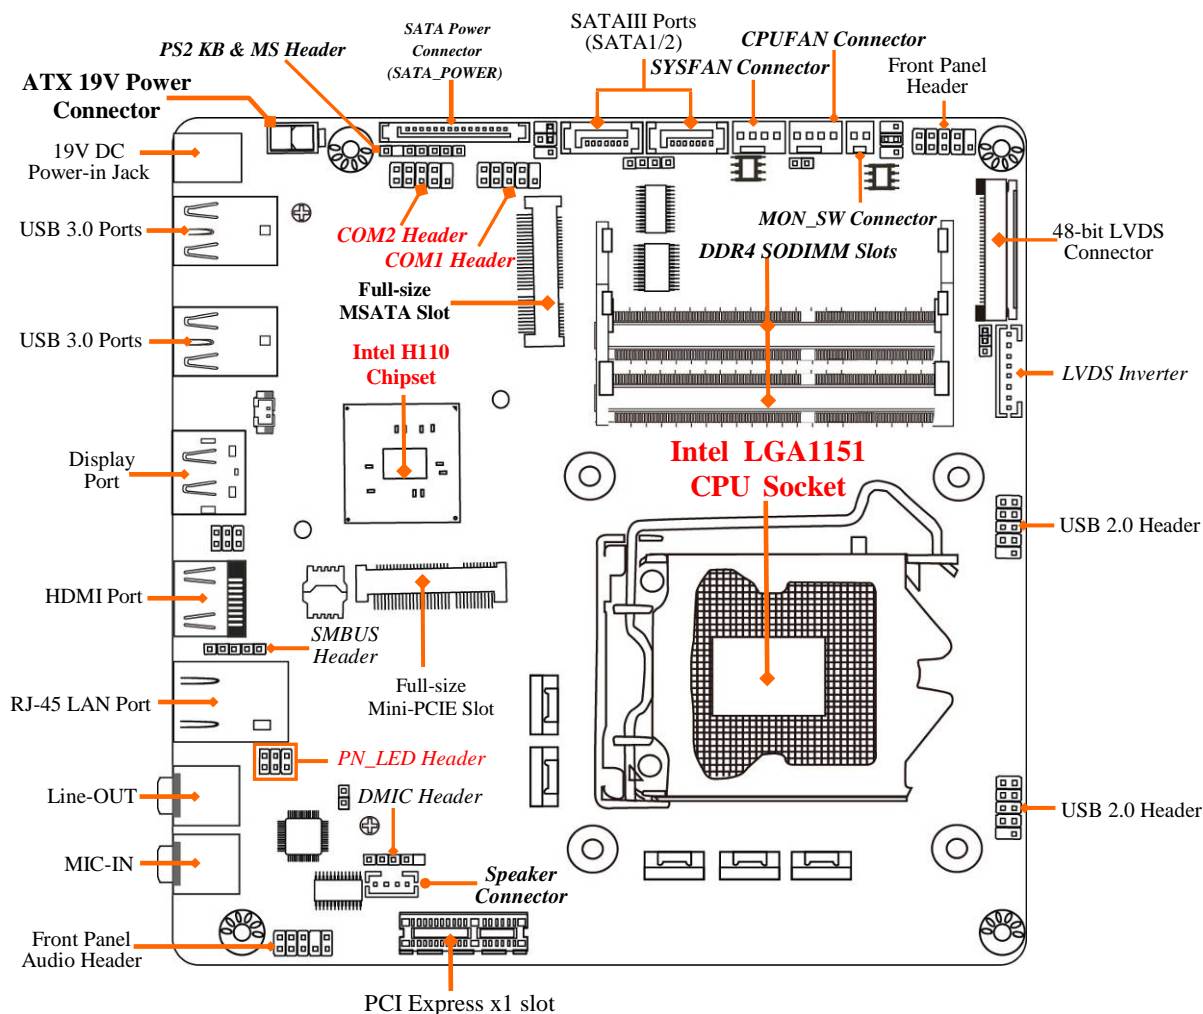 SATA Power
Connector
(SATA_POWER)
SATAIII Ports
(SATA1/2)
CPUFAN Connector
PS2 KB & MS Header
SYSFAN Connector
Front Panel
Header
ATX 19V Power
Connector
19V DC
Power-in Jack
USB 3.0 Ports
COM2 Header
COM1 Header
MON_SW Connector
DDR4 SODIMM Slots
48-bit LVDS
Connector
Full-size
MSATA Slot
USB 3.0 Ports
Intel H110
Chipset
LVDS Inverter
Intel LGA1151
CPU Socket
Display
Port
USB 2.0 Header
HDMI Port
SMBUS
Header
Full-size
Mini-PCIE Slot
RJ-45 LAN Port
PN_LED Header
Line-OUT
DMIC Header
USB 2.0 Header
MIC-IN
Speaker
Connector
Front Panel
Audio Header
PCI Express x1 slot